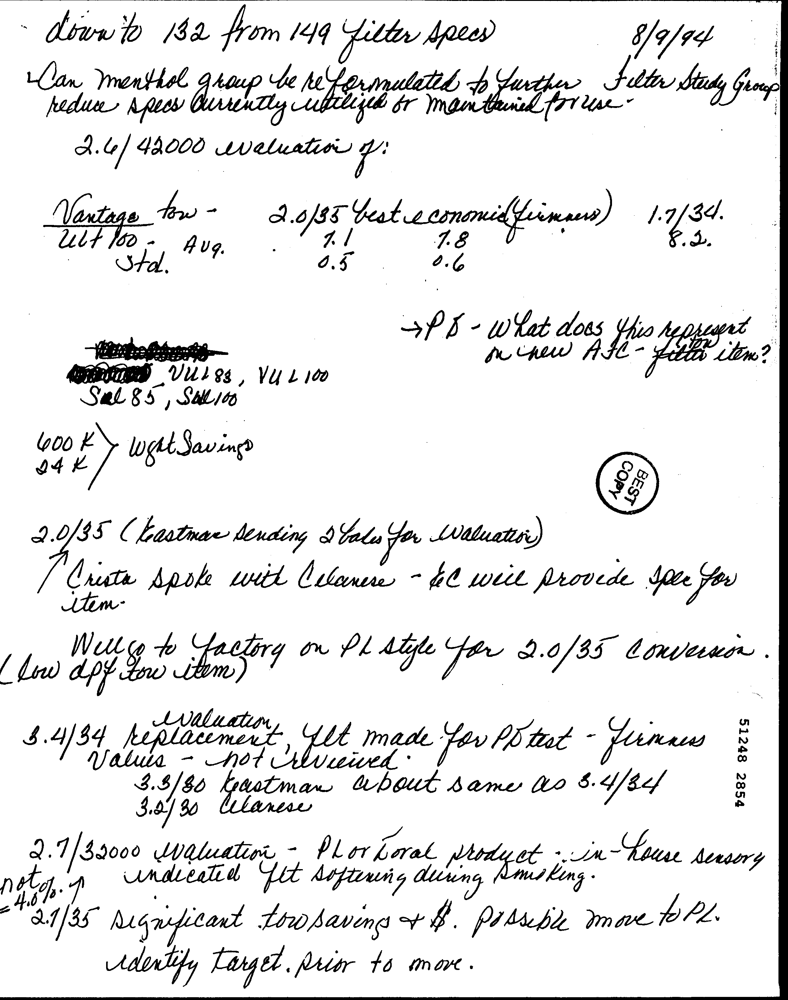 down to 132 from 149 filter specs 8/9/94
Can menthol group be reformulated to further Filter Study Group
reduce specs currently utilized or maintained for use.
2.6/42000 evaluation of:
Vantage tow - 2.0/35 best economic (firmness) 1.7/34.
Ult 100 - Avg. 7.1 7.8 8.2.
Std. 0.5 0.6
→ PD - What does this represent
on new AFC - tow item?
VUL 83, VUL 100
Sal 85, Sal 100
600 K
24 K } Wght Savings
BEST
COPY
2.0/35 (Eastman sending 2 bales for evaluation)
Crista spoke with Celanese - EC will provide spec for
item.
Will go to factory on PL style for 2.0/35 conversion.
(low dpf tow item)
evaluation
3.4/34 replacement, flt made for PD test - firmness
values - not reviewed.
3.3/30 Eastman about same as 3.4/34
3.2/30 Celanese
51248 2854
2.7/32000 evaluation - PL or Doral product - in-house sensory
indicated flt softening during smoking.
not
= 4.0%.
2.7/35 significant tow savings + $. possible move to PL.
identify target. prior to move.